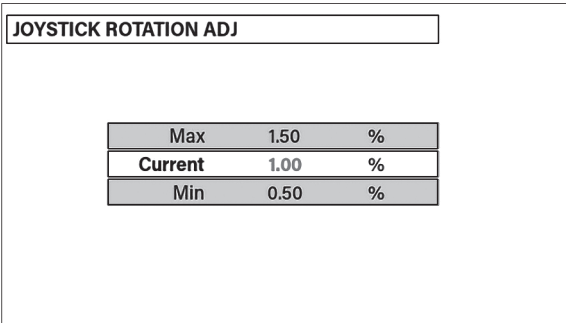 JOYSTICK ROTATION ADJ
Max 1.50 %
Current 1.00 %
Min 0.50 %